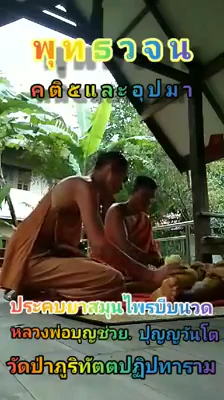 พุทธวจน
คติ๕และอุปมา
ประคบยาสมุนไพรบีบนวด
หลวงพ่อบุญช่วย. ปุญญวันโต
วัดป่าภูริทัตตปฏิปทาราม